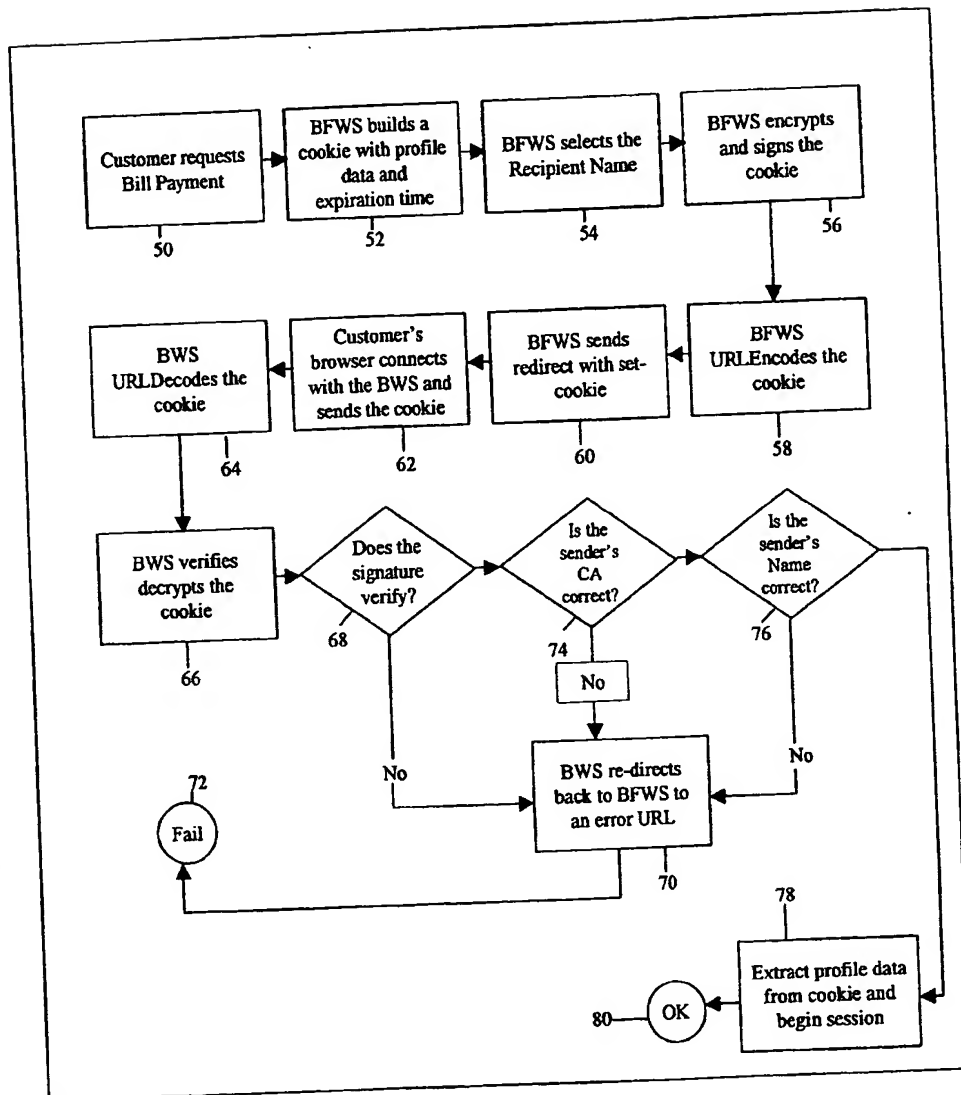 Customer requests
Bill Payment
50
BFWS builds a
cookie with profile
data and
expiration time
52
BFWS selects the
Recipient Name
54
BFWS encrypts
and signs the
cookie
56
BFWS
URLEncodes the
cookie
58
BFWS sends
redirect with set-
cookie
60
Customer's
browser connects
with the BWS and
sends the cookie
62
BWS
URLDecodes the
cookie
64
BWS verifies
decrypts the
cookie
66
Does the
signature
verify?
68
Is the
sender's
CA
correct?
74
Is the
sender's
Name
correct?
76
No
No
No
BWS re-directs
back to BFWS to
an error URL
70
72
Fail
78
Extract profile data
from cookie and
begin session
80
OK